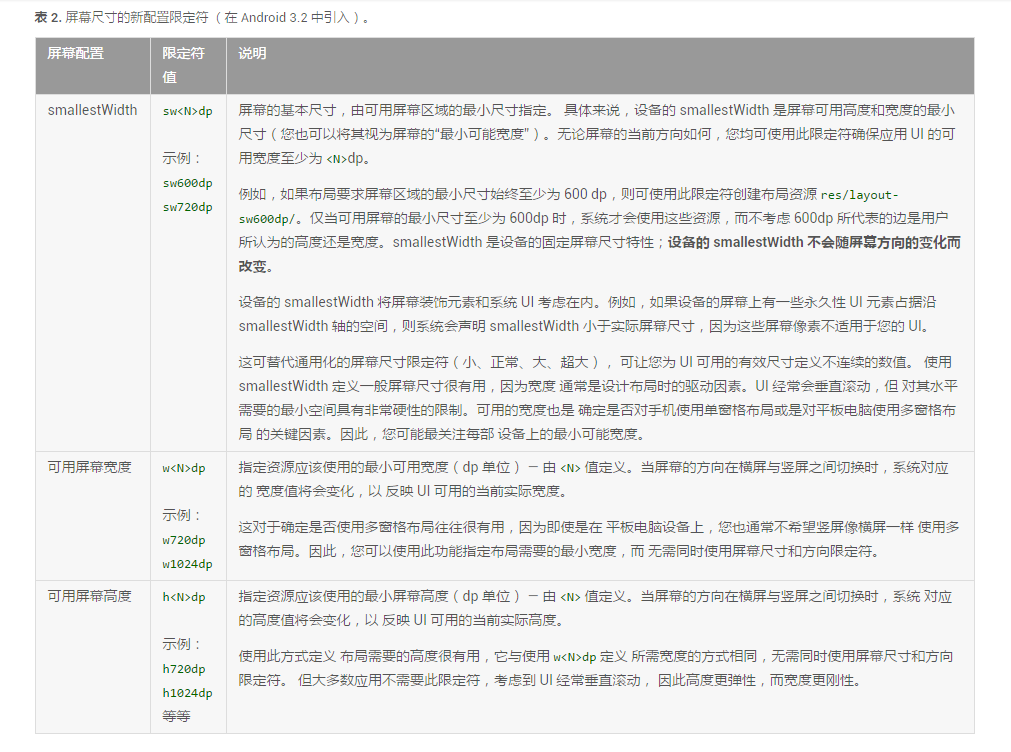 表 2. 屏幕尺寸的新配置限定符（在 Android 3.2 中引入）。
屏幕配置
限定符
值
说明
smallestWidth
sw<N>dp
示例：
sw600dp
sw720dp
屏幕的基本尺寸，由可用屏幕区域的最小尺寸指定。 具体来说，设备的 smallestWidth 是屏幕可用高度和宽度的最小
尺寸（您也可以将其视为屏幕的“最小可能宽度”）。无论屏幕的当前方向如何，您均可使用此限定符确保应用 UI 的可
用宽度至少为 <N>dp。
例如，如果布局要求屏幕区域的最小尺寸始终至少为 600 dp，则可使用此限定符创建布局资源 res/layout-
sw600dp/。仅当可用屏幕的最小尺寸至少为 600dp 时，系统才会使用这些资源，而不考虑 600dp 所代表的边是用户
所认为的高度还是宽度。smallestWidth 是设备的固定屏幕尺寸特性；设备的 smallestWidth 不会随屏幕方向的变化而
改变。
设备的 smallestWidth 将屏幕装饰元素和系统 UI 考虑在内。例如，如果设备的屏幕上有一些永久性 UI 元素占据沿
smallestWidth 轴的空间，则系统会声明 smallestWidth 小于实际屏幕尺寸，因为这些屏幕像素不适用于您的 UI。
这可替代通用化的屏幕尺寸限定符（小、正常、大、超大）， 可让您为 UI 可用的有效尺寸定义不连续的数值。 使用
smallestWidth 定义一般屏幕尺寸很有用，因为宽度 通常是设计布局时的驱动因素。UI 经常会垂直滚动，但 对其水平
需要的最小空间具有非常硬性的限制。可用的宽度也是 确定是否对手机使用单窗格布局或是对平板电脑使用多窗格布
局 的关键因素。因此，您可能最关注每部 设备上的最小可能宽度。
可用屏幕宽度
w<N>dp
示例：
w720dp
w1024dp
指定资源应该使用的最小可用宽度（dp 单位）－由 <N> 值定义。当屏幕的方向在横屏与竖屏之间切换时，系统对应
的 宽度值将会变化，以 反映 UI 可用的当前实际宽度。
这对于确定是否使用多窗格布局往往很有用，因为即使是在 平板电脑设备上，您也通常不希望竖屏像横屏一样 使用多
窗格布局。因此，您可以使用此功能指定布局需要的最小宽度，而 无需同时使用屏幕尺寸和方向限定符。
可用屏幕高度
h<N>dp
示例：
h720dp
h1024dp
等等
指定资源应该使用的最小屏幕高度（dp 单位）－由 <N> 值定义。当屏幕的方向在横屏与竖屏之间切换时，系统 对应
的高度值将会变化，以 反映 UI 可用的当前实际高度。
使用此方式定义 布局需要的高度很有用，它与使用 w<N>dp 定义 所需宽度的方式相同，无需同时使用屏幕尺寸和方向
限定符。 但大多数应用不需要此限定符，考虑到 UI 经常垂直滚动， 因此高度更弹性，而宽度更刚性。